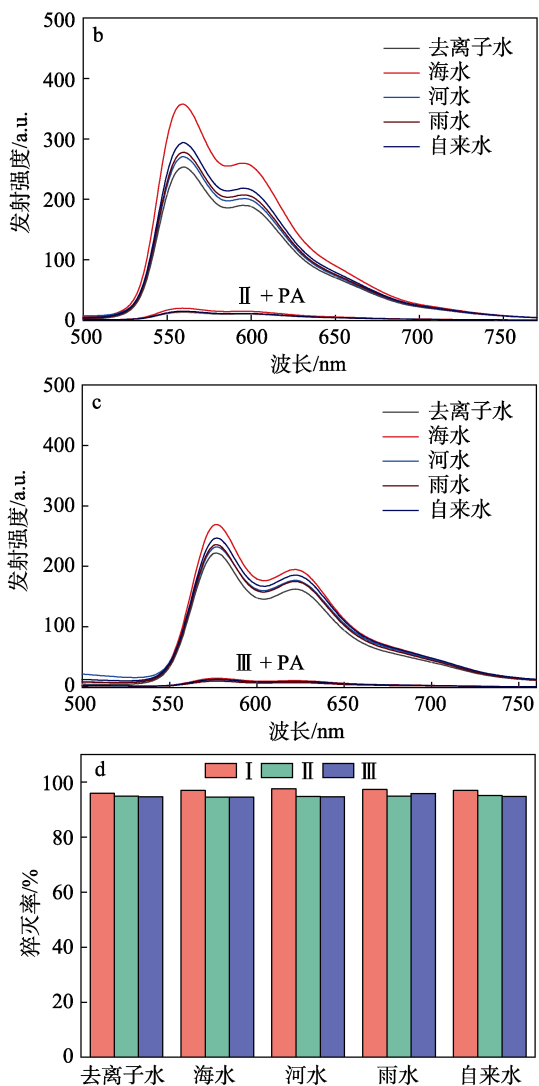 b
500
400
300
200
100
0
发射强度/a.u.
去离子水
海水
河水
雨水
自来水
Ⅱ + PA
500 550 600 650 700 750
波长/nm
c
500
400
300
200
100
0
发射强度/a.u.
去离子水
海水
河水
雨水
自来水
Ⅲ + PA
500 550 600 650 700 750
波长/nm
d
Ⅰ Ⅱ Ⅲ
100
80
60
40
20
0
猝灭率/%
去离子水 海水 河水 雨水 自来水